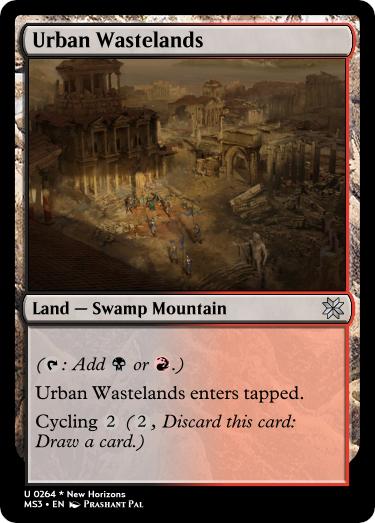 Urban Wastelands
Land — Swamp Mountain
(: Add or .)
Urban Wastelands enters tapped.
Cycling 2 (2, Discard this card:
Draw a card.)
U 0264 * New Horizons
MS3 • EN Prashant Pal